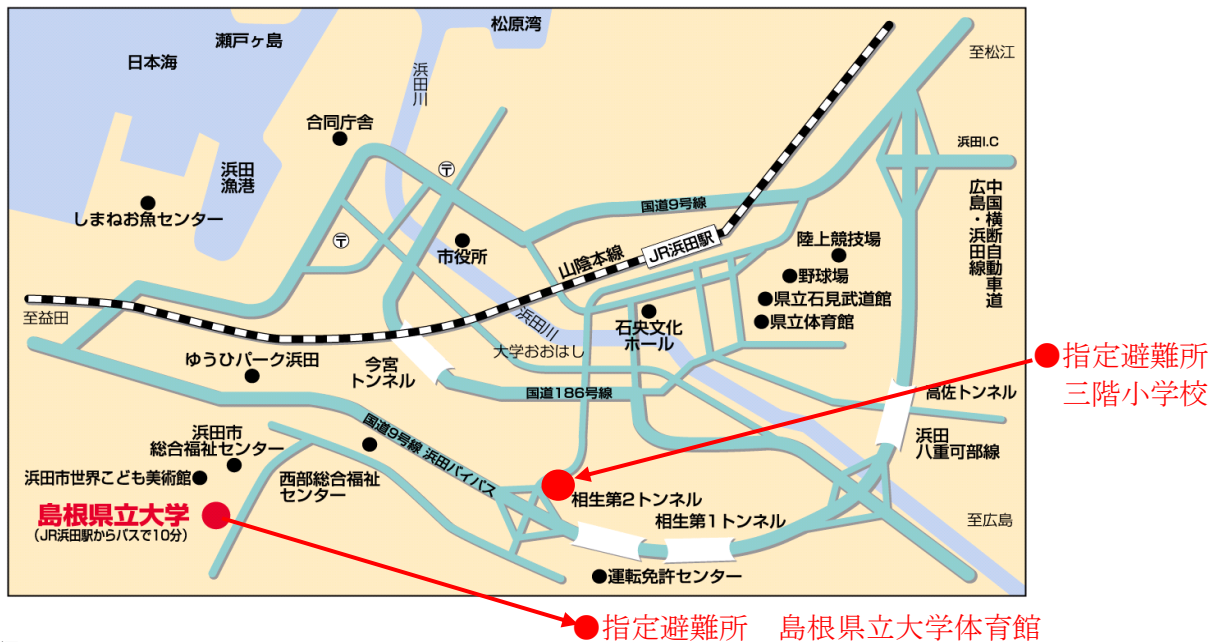 松原湾
瀬戸ヶ島
日本海
至松江
浜田川
合同庁舎
浜田I.C
〒
浜田
漁港
中国横断自動車道
広島・浜田線
しまねお魚センター
国道9号線
〒
市役所
JR浜田駅
陸上競技場
山陰本線
野球場
県立石見武道館
至益田
浜田川
県立体育館
石央文化
ホール
大学おおはし
ゆうひパーク浜田
今宮
トンネル
●指定避難所
三階小学校
国道186号線
高佐トンネル
国道9号線 浜田バイパス
浜田市
総合福祉センター
浜田
八重可部線
浜田市世界こども美術館
西部総合福祉
センター
相生第2トンネル
島根県立大学
(JR浜田駅からバスで10分)
相生第1トンネル
至広島
運転免許センター
●指定避難所 島根県立大学体育館